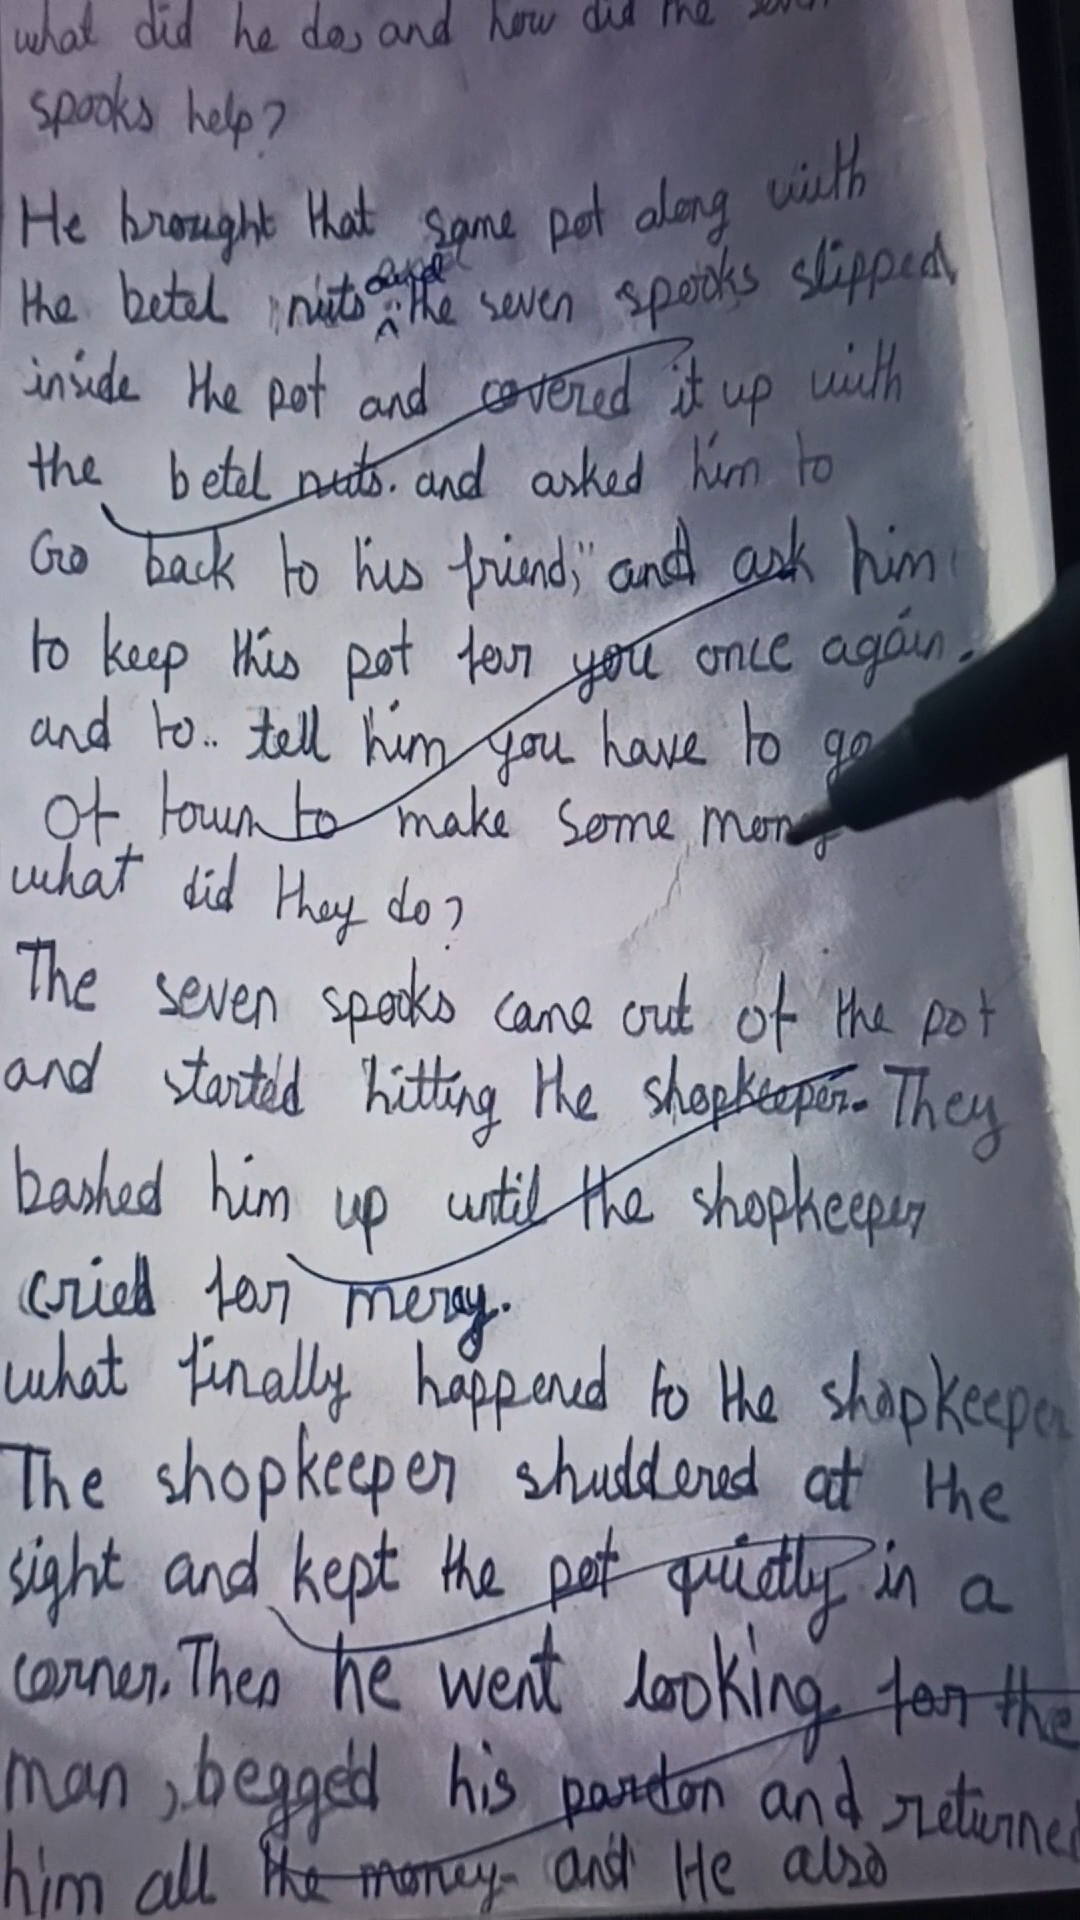 what did he do, and how did the seven
spooks help?
He brought that same pot along with
the betel nuts and the seven spooks slipped
inside the pot and covered it up with
the betel nuts. and asked him to
Go back to his friend," and ask him
to keep this pot for you once again.
and to.. tell him you have to go
of town to make some
what did they do?
The seven spooks came out of the pot
and started hitting the shopkeeper. They
bashed him up until the shopkeeper
cried for mercy.
what finally happened to the shopkeeper
The shopkeeper shuddered at the
sight and kept the pot quietly in a
corner. Then he went looking for the
man, begged his pardon and returned
him all the money. and He also